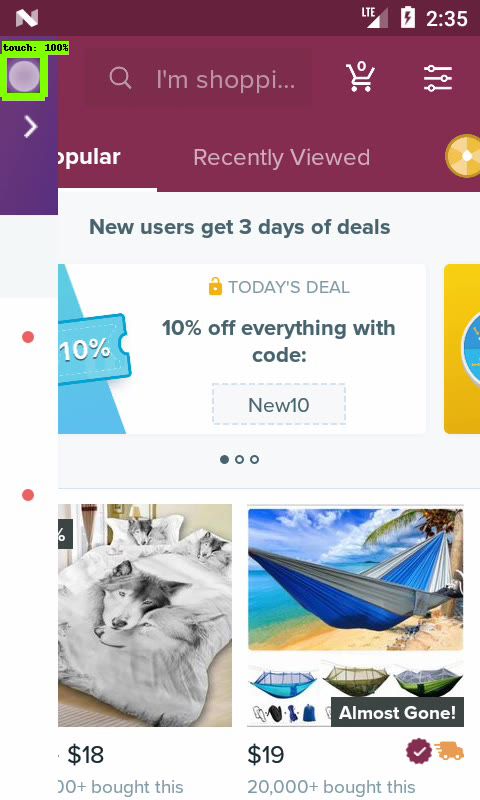 LTE 2:35
touch: 100%
I'm shoppi...
0
opular
Recently Viewed
New users get 3 days of deals
TODAY'S DEAL
10% off everything with
code:
10%
New10
%
Almost Gone!
$18
$19
00+ bought this
20,000+ bought this